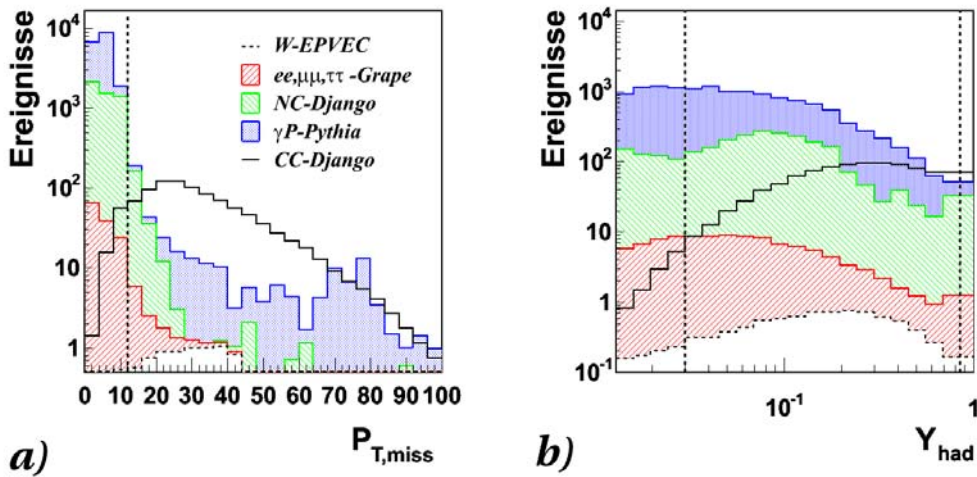 Ereignisse
10⁴
10³
10²
10
1
W-EPVEC
ee,μμ,ττ -Grape
NC-Django
γP-Pythia
CC-Django
0 10 20 30 40 50 60 70 80 90 100
P_T,miss
a)
Ereignisse
10⁴
10³
10²
10
1
10⁻¹
10⁻¹ 1
Y_had
b)